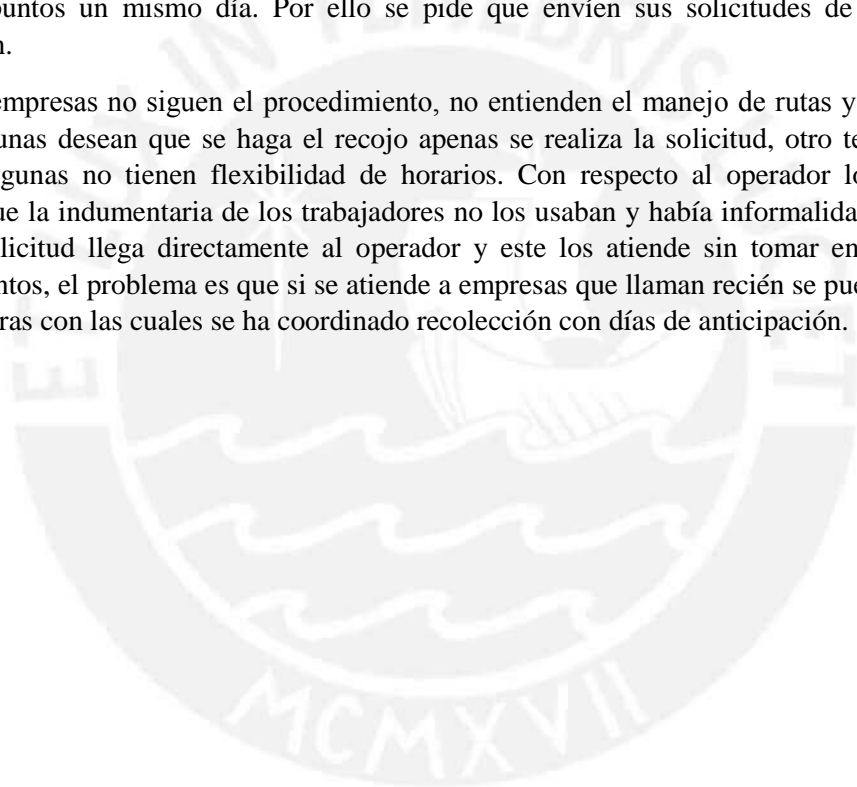 puntos un mismo día. Por ello se pide que envíen sus solicitudes de
n.
empresas no siguen el procedimiento, no entienden el manejo de rutas y
unas desean que se haga el recojo apenas se realiza la solicitud, otro te
gunas no tienen flexibilidad de horarios. Con respecto al operador lo
ue la indumentaria de los trabajadores no los usaban y había informalida
licitud llega directamente al operador y este los atiende sin tomar en
ntos, el problema es que si se atiende a empresas que llaman recién se pue
ras con las cuales se ha coordinado recolección con días de anticipación.
ET LUX IN TENEBRIS LUCET
MCMXVII